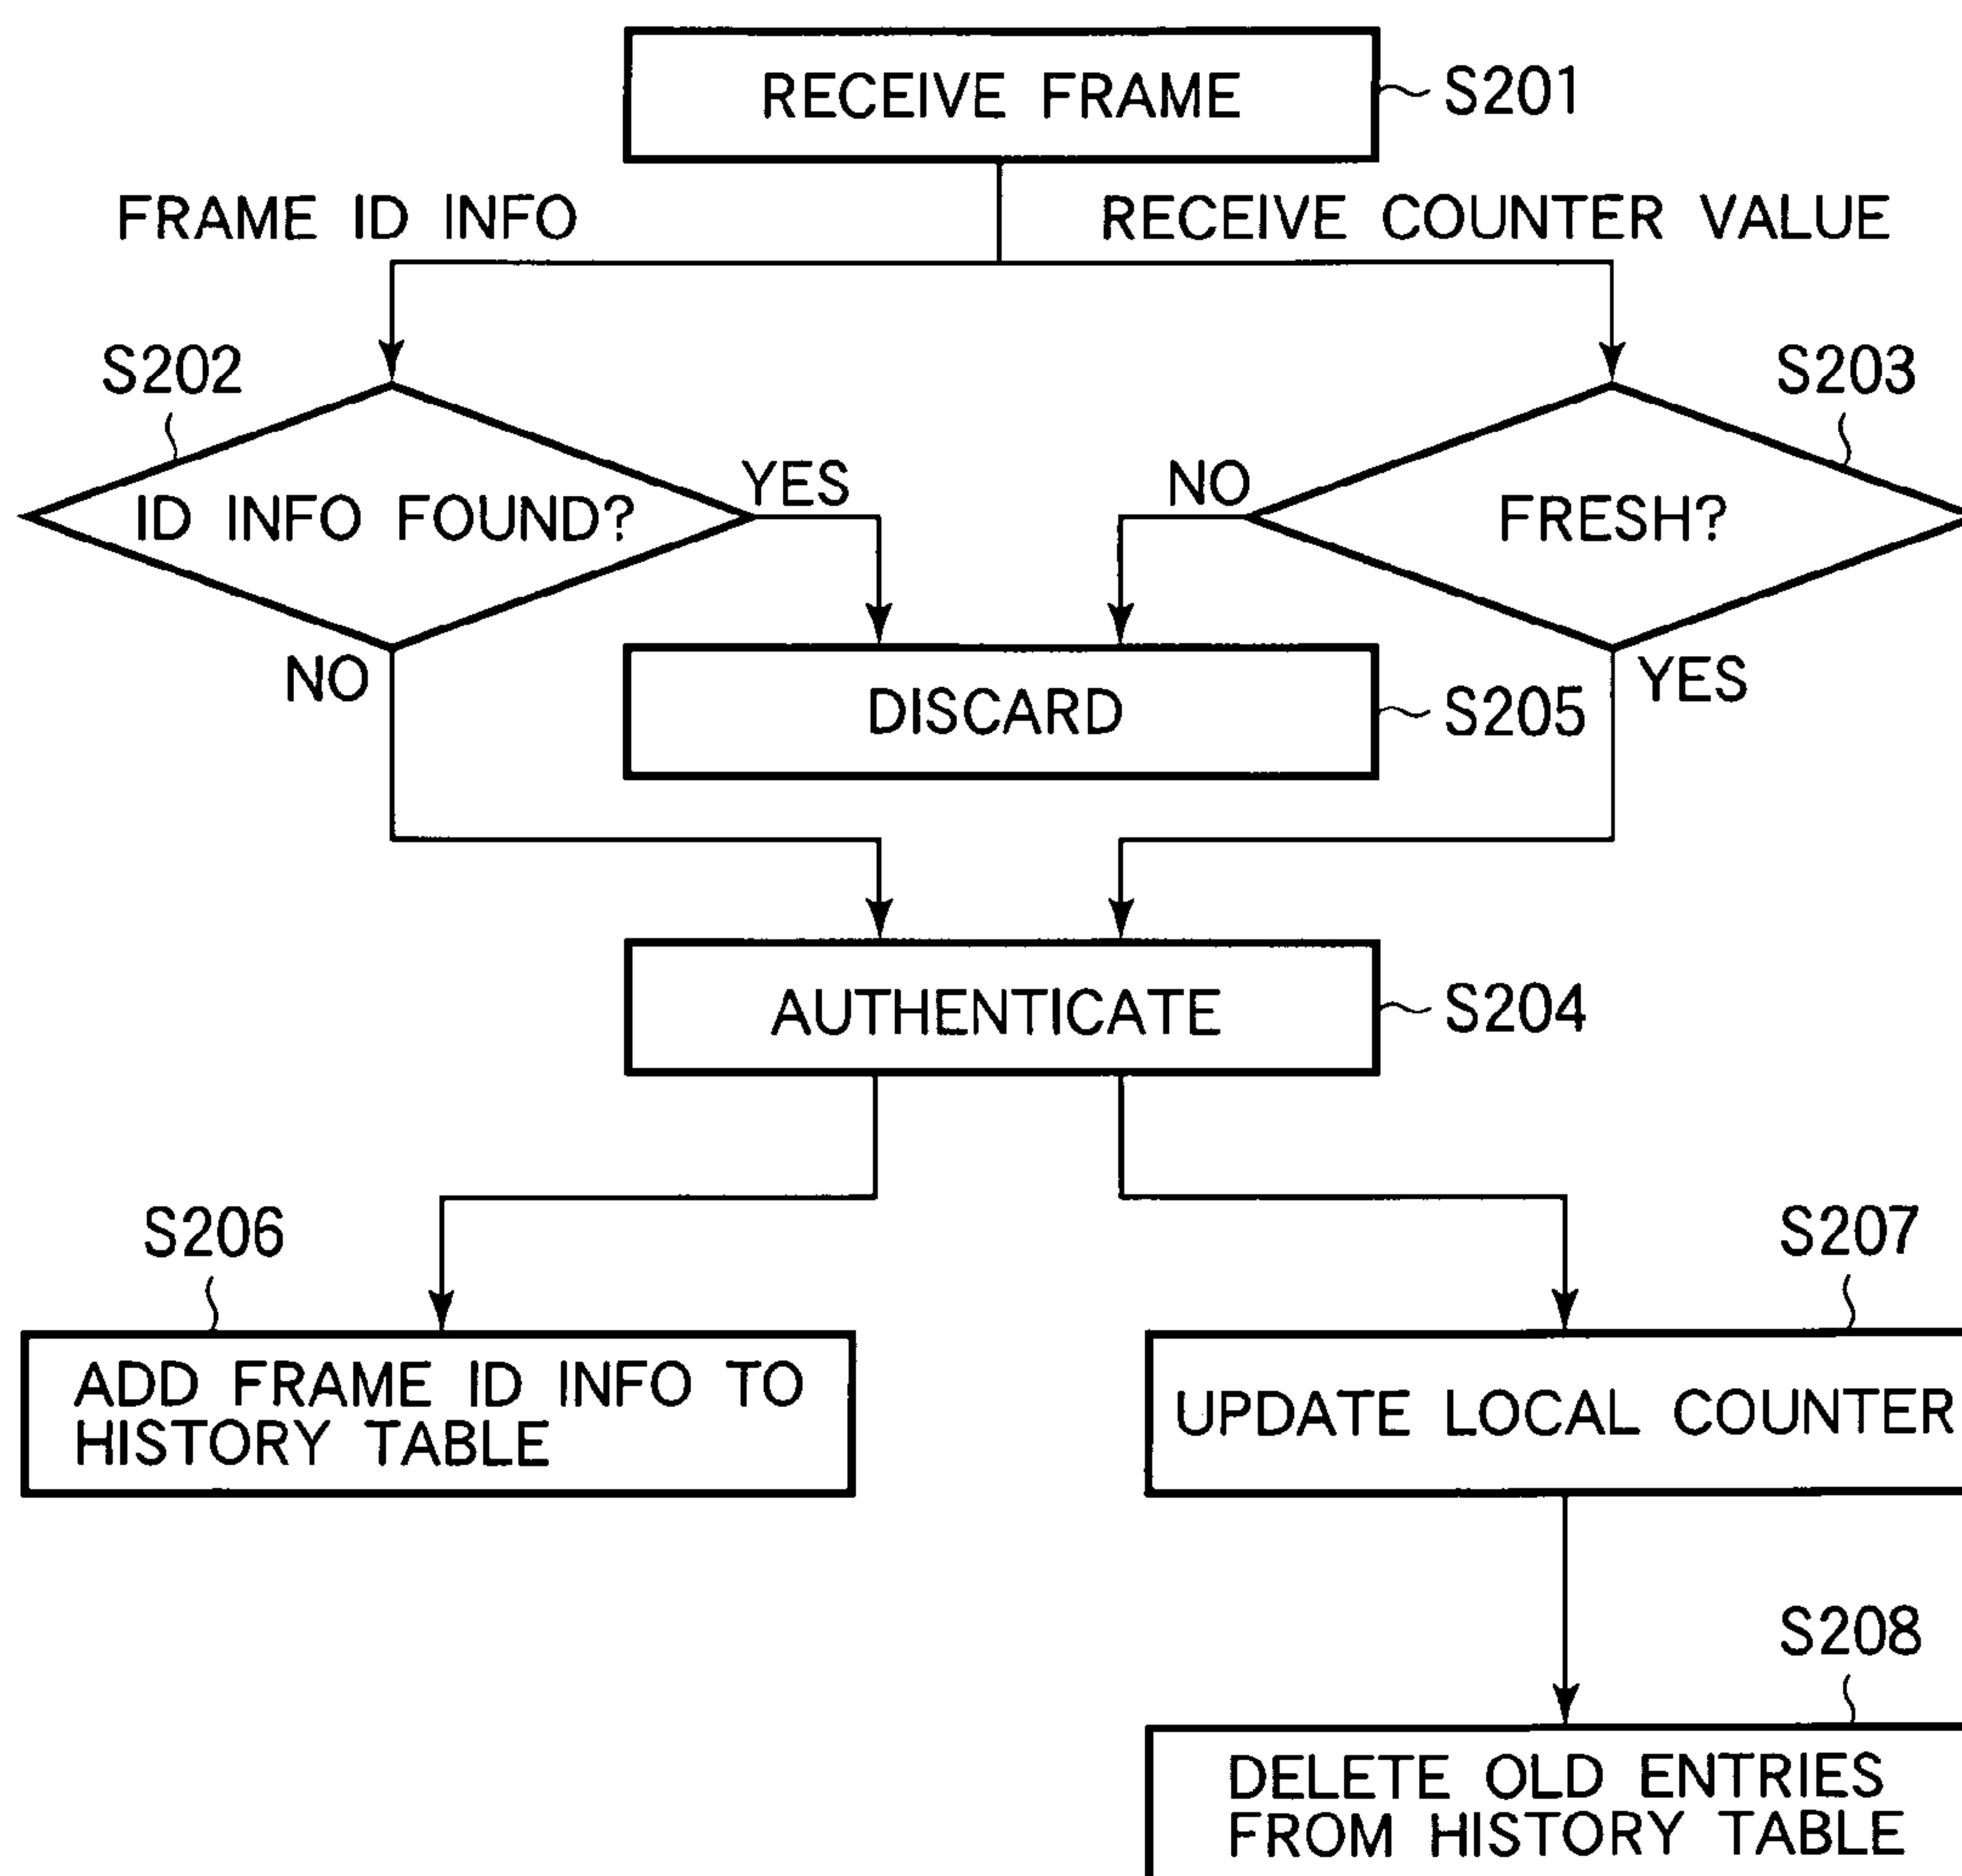 RECEIVE FRAME
S201
FRAME ID INFO
RECEIVE COUNTER VALUE
S202
S203
ID INFO FOUND?
YES
NO
FRESH?
NO
DISCARD
S205
YES
AUTHENTICATE
S204
S206
S207
ADD FRAME ID INFO TO
HISTORY TABLE
UPDATE LOCAL COUNTER
S208
DELETE OLD ENTRIES
FROM HISTORY TABLE